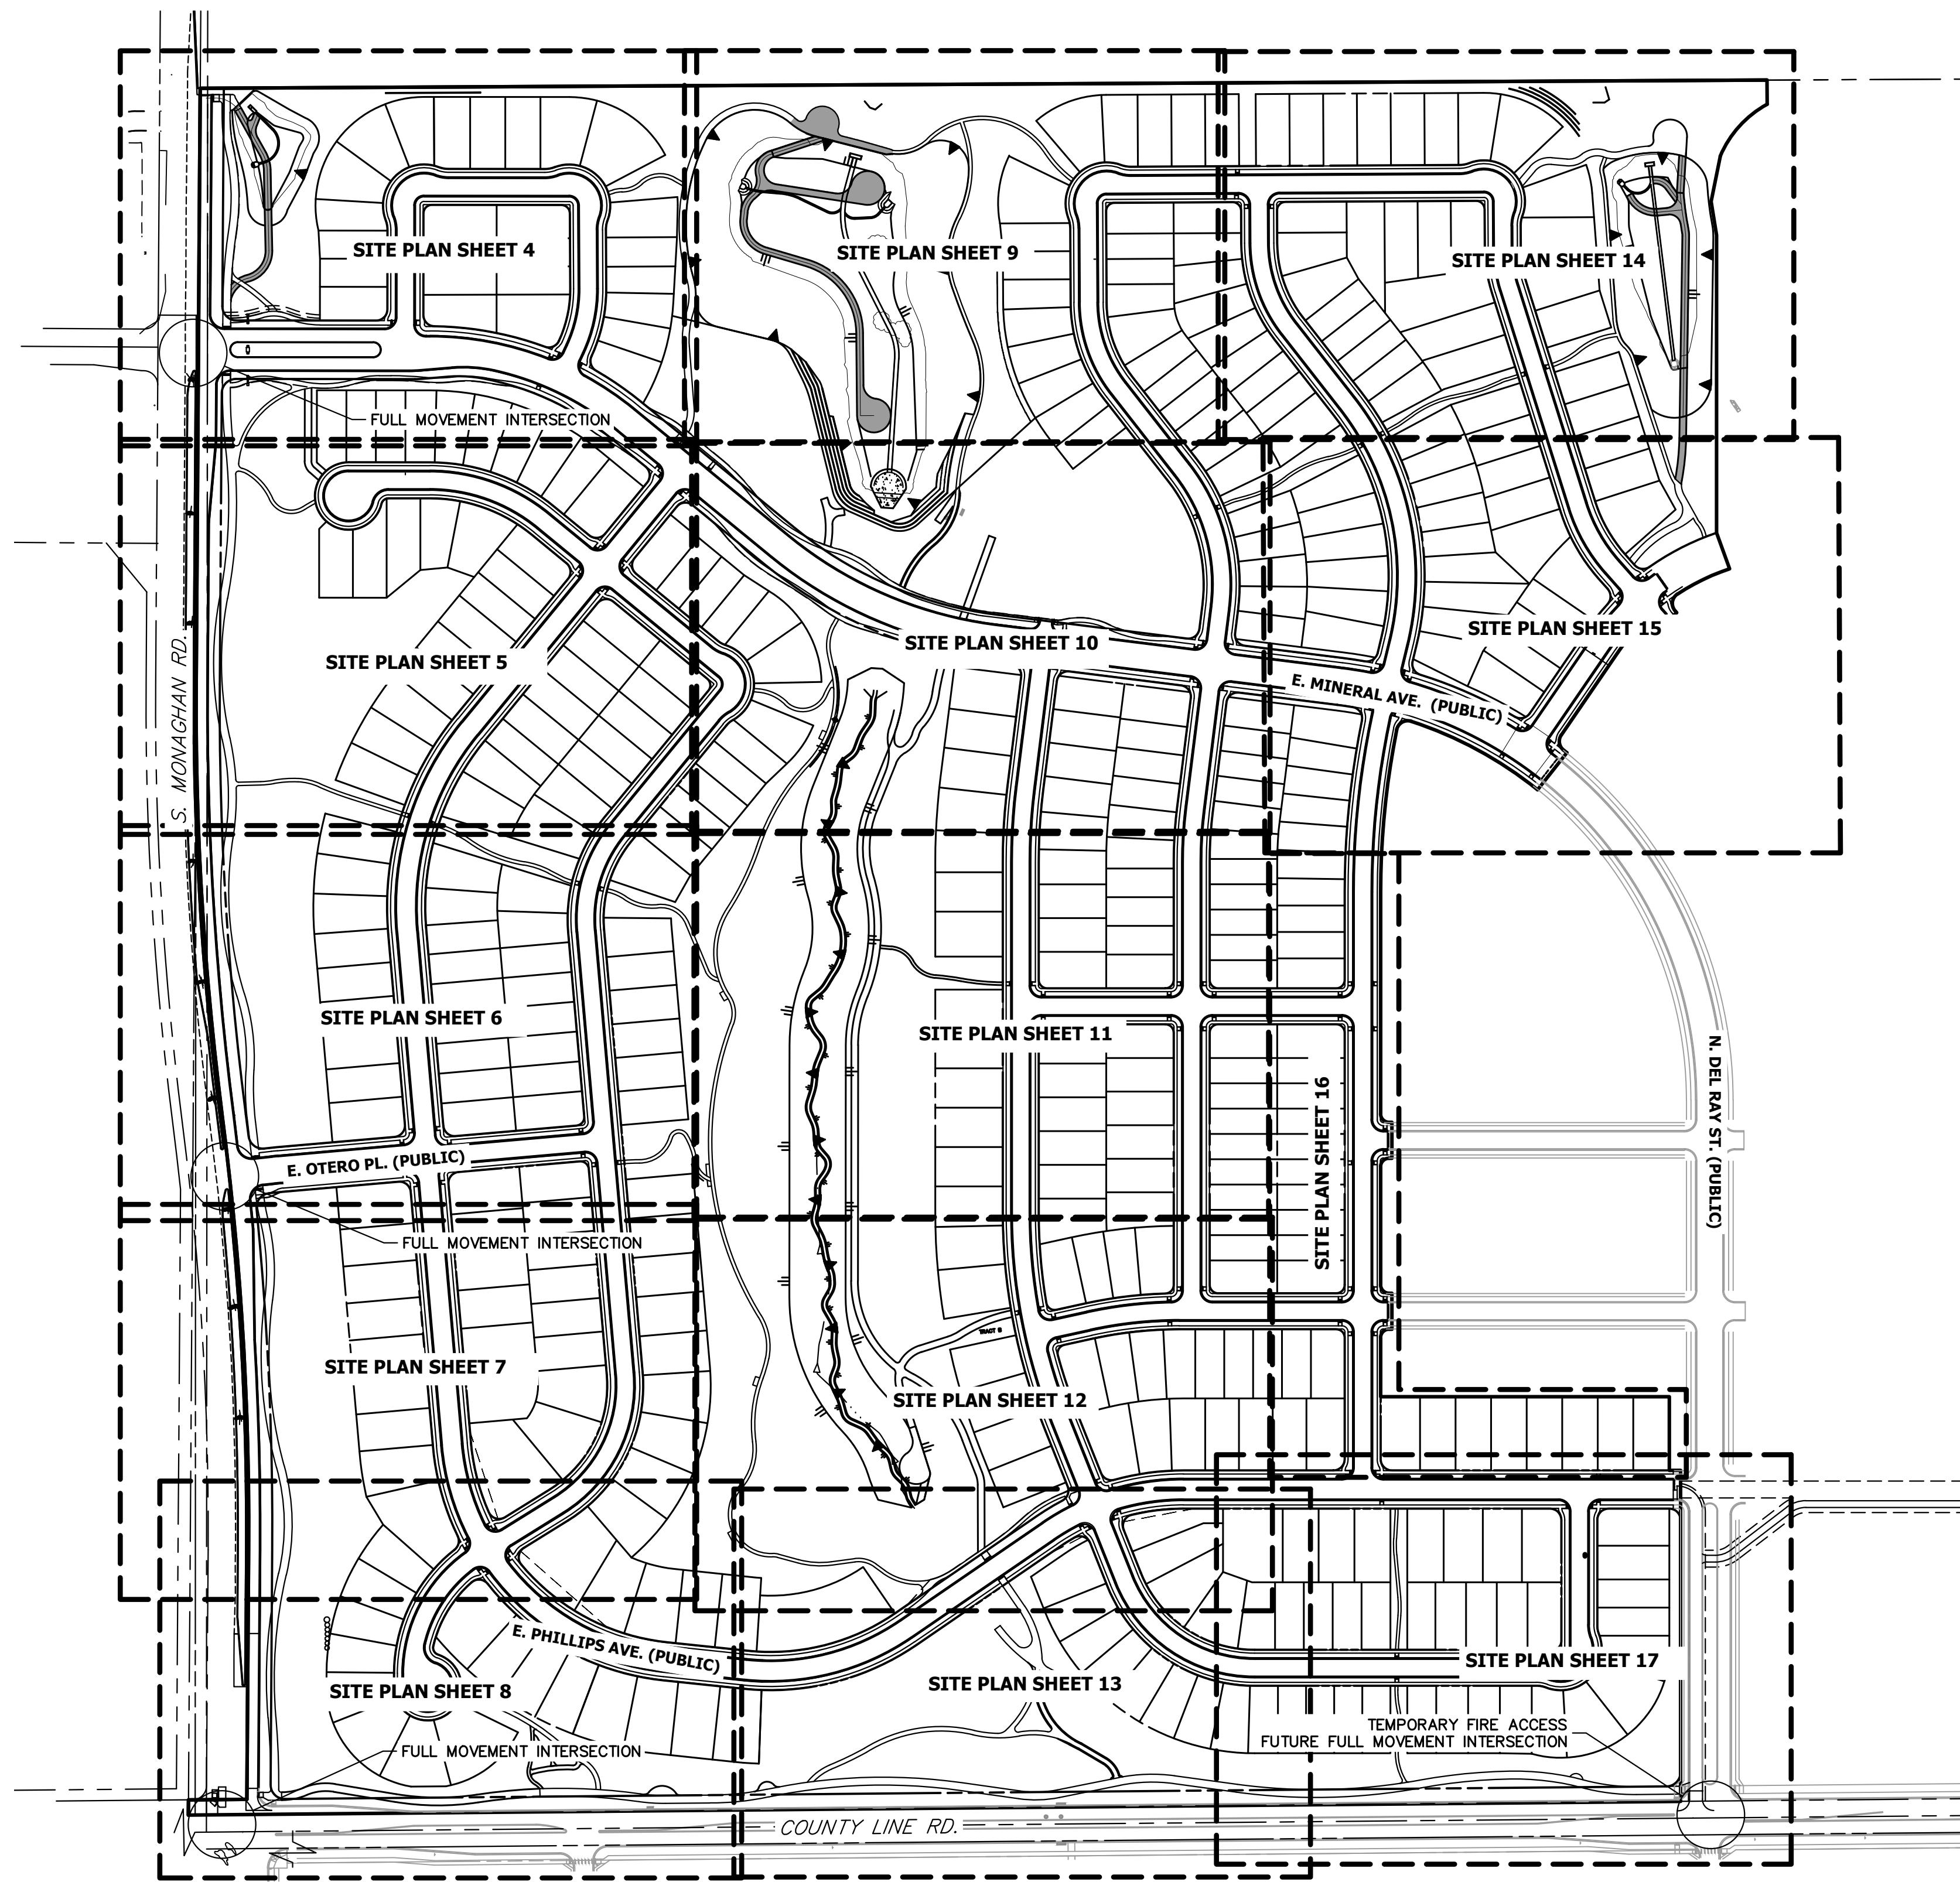 SITE PLAN SHEET 4
SITE PLAN SHEET 9
SITE PLAN SHEET 14
FULL MOVEMENT INTERSECTION
S. MONAGHAN RD.
SITE PLAN SHEET 5
SITE PLAN SHEET 10
SITE PLAN SHEET 15
E. MINERAL AVE. (PUBLIC)
SITE PLAN SHEET 6
SITE PLAN SHEET 11
SITE PLAN SHEET 16
N. DEL RAY ST. (PUBLIC)
E. OTERO PL. (PUBLIC)
FULL MOVEMENT INTERSECTION
SITE PLAN SHEET 7
SITE PLAN SHEET 12
E. PHILLIPS AVE. (PUBLIC)
SITE PLAN SHEET 8
SITE PLAN SHEET 13
SITE PLAN SHEET 17
FULL MOVEMENT INTERSECTION
TEMPORARY FIRE ACCESS
FUTURE FULL MOVEMENT INTERSECTION
COUNTY LINE RD.